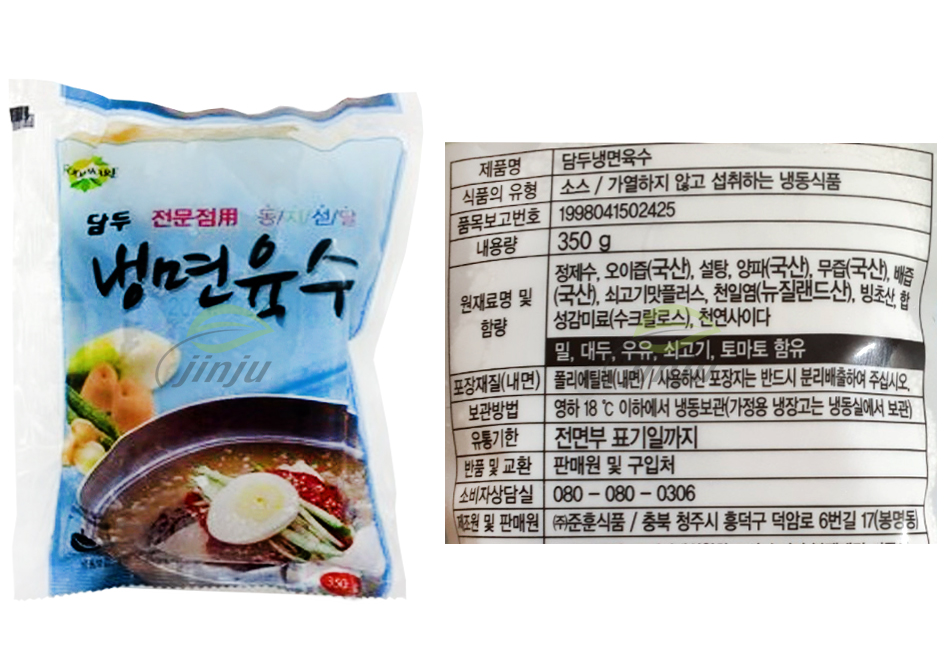 담두 전문점用 동/지/섣/달
냉면육수
jinju
350
제품명 담두냉면육수
식품의 유형 소스 / 가열하지 않고 섭취하는 냉동식품
품목보고번호 1998041502425
내용량 350 g
원재료명 및 함량
정제수, 오이즙(국산), 설탕, 양파(국산), 무즙(국산), 배즙
(국산), 쇠고기맛플러스, 천일염(뉴질랜드산), 빙초산, 합
성감미료(수크랄로스), 천연사이다
밀, 대두, 우유, 쇠고기, 토마토 함유
포장재질(내면) 폴리에틸렌(내면) / 사용하신 포장지는 반드시 분리배출하여 주십시오.
보관방법 영하 18 ℃ 이하에서 냉동보관(가정용 냉장고는 냉동실에서 보관)
유통기한 전면부 표기일까지
반품 및 교환 판매원 및 구입처
소비자상담실 080 – 080 – 0306
제조원 및 판매원 ㈜준훈식품 / 충북 청주시 흥덕구 덕암로 6번길 17(봉명동)